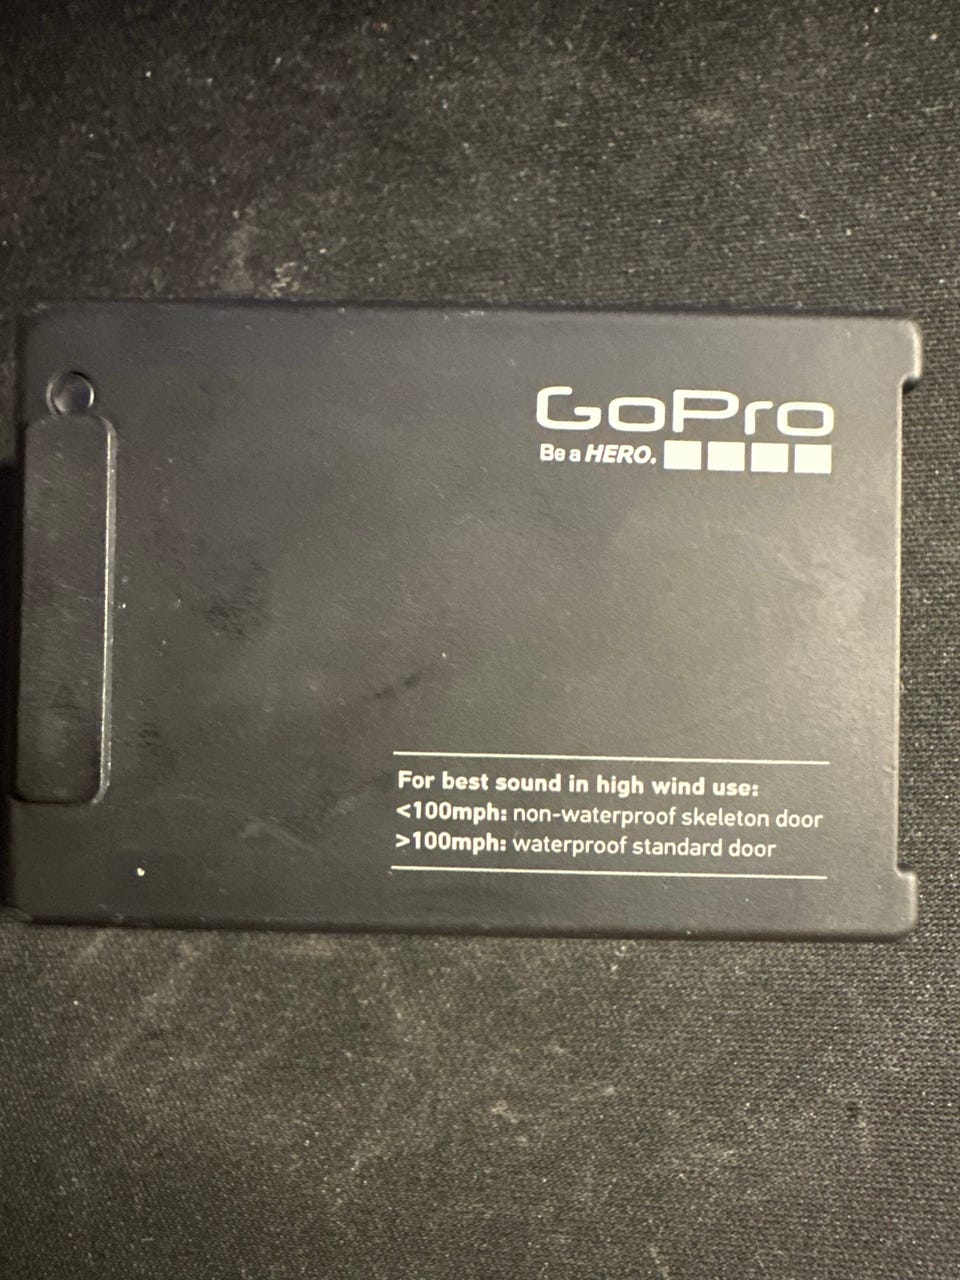 GoPro
Be a HERO.
For best sound in high wind use:
<100mph: non-waterproof skeleton door
>100mph: waterproof standard door